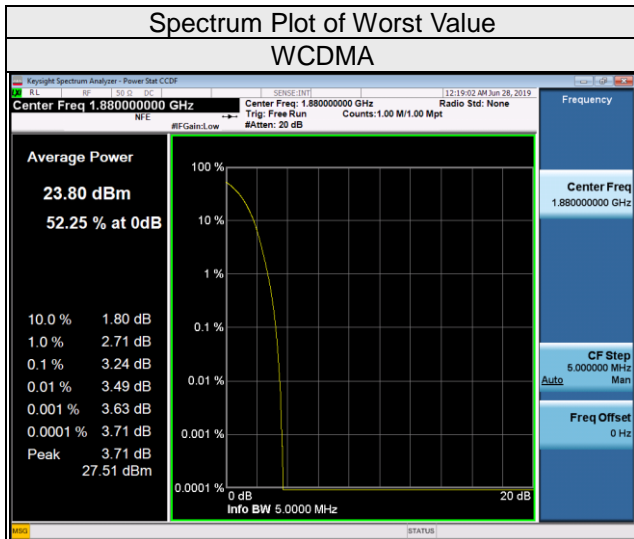 Spectrum Plot of Worst Value
WCDMA
Keysight Spectrum Analyzer - Power Stat CCDF
RL RF 50 Ω DC SENSE:INT 12:19:02 AM Jun 28, 2019
Center Freq 1.880000000 GHz
NFE
#IFGain:Low
Center Freq: 1.880000000 GHz
Trig: Free Run Counts:1.00 M/1.00 Mpt
#Atten: 20 dB
Radio Std: None
Frequency
Average Power
23.80 dBm
52.25 % at 0dB
10.0 % 1.80 dB
1.0 % 2.71 dB
0.1 % 3.24 dB
0.01 % 3.49 dB
0.001 % 3.63 dB
0.0001 % 3.71 dB
Peak 3.71 dB
27.51 dBm
100 %
10 %
1 %
0.1 %
0.01 %
0.001 %
0.0001 %
0 dB 20 dB
Info BW 5.0000 MHz
Center Freq
1.880000000 GHz
CF Step
5.000000 MHz
Auto Man
Freq Offset
0 Hz
MSG STATUS